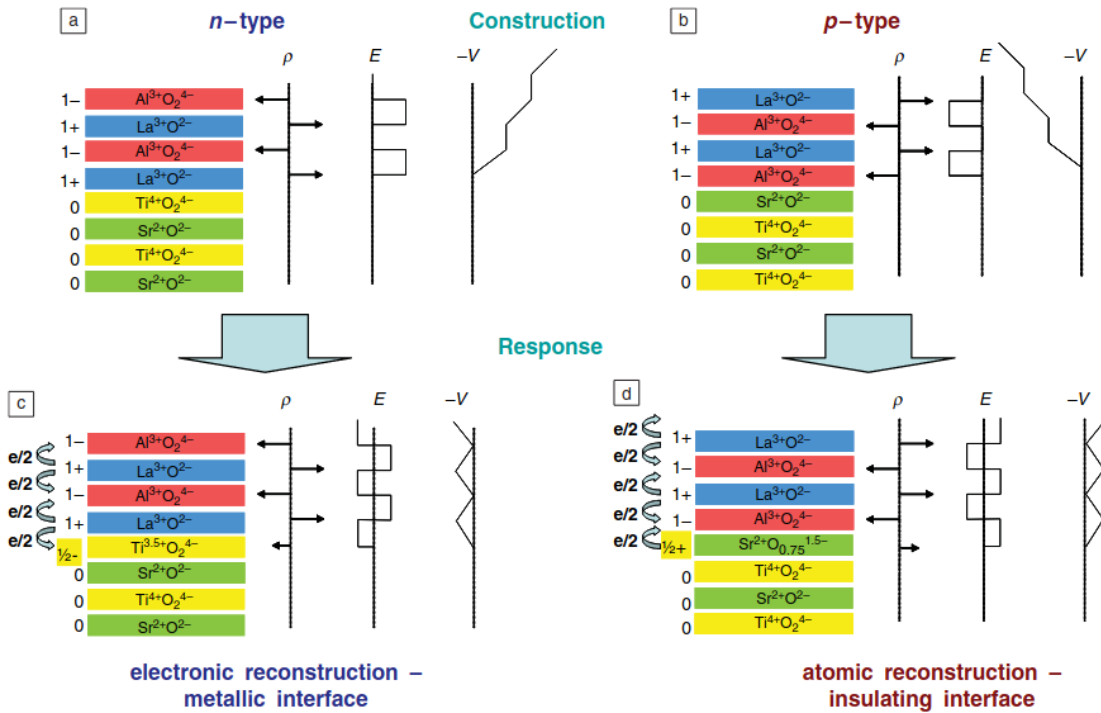 a
n–type
Construction
b
p–type
ρ
E
–V
ρ
E
–V
1– Al³⁺O₂⁴⁻
1+ La³⁺O²⁻
1– Al³⁺O₂⁴⁻
1+ La³⁺O²⁻
0 Ti⁴⁺O₂⁴⁻
0 Sr²⁺O²⁻
0 Ti⁴⁺O₂⁴⁻
0 Sr²⁺O²⁻
1+ La³⁺O²⁻
1– Al³⁺O₂⁴⁻
1+ La³⁺O²⁻
1– Al³⁺O₂⁴⁻
0 Sr²⁺O²⁻
0 Ti⁴⁺O₂⁴⁻
0 Sr²⁺O²⁻
0 Ti⁴⁺O₂⁴⁻
Response
c
ρ
E
–V
d
ρ
E
–V
1– Al³⁺O₂⁴⁻
e/2
1+ La³⁺O²⁻
e/2
1– Al³⁺O₂⁴⁻
e/2
1+ La³⁺O²⁻
e/2
½- Ti³·⁵⁺O₂⁴⁻
0 Sr²⁺O²⁻
0 Ti⁴⁺O₂⁴⁻
0 Sr²⁺O²⁻
e/2
1+ La³⁺O²⁻
e/2
1– Al³⁺O₂⁴⁻
e/2
1+ La³⁺O²⁻
e/2
1– Al³⁺O₂⁴⁻
e/2
½+ Sr²⁺O₀.₇₅¹·⁵⁻
0 Ti⁴⁺O₂⁴⁻
0 Sr²⁺O²⁻
0 Ti⁴⁺O₂⁴⁻
electronic reconstruction –
metallic interface
atomic reconstruction –
insulating interface